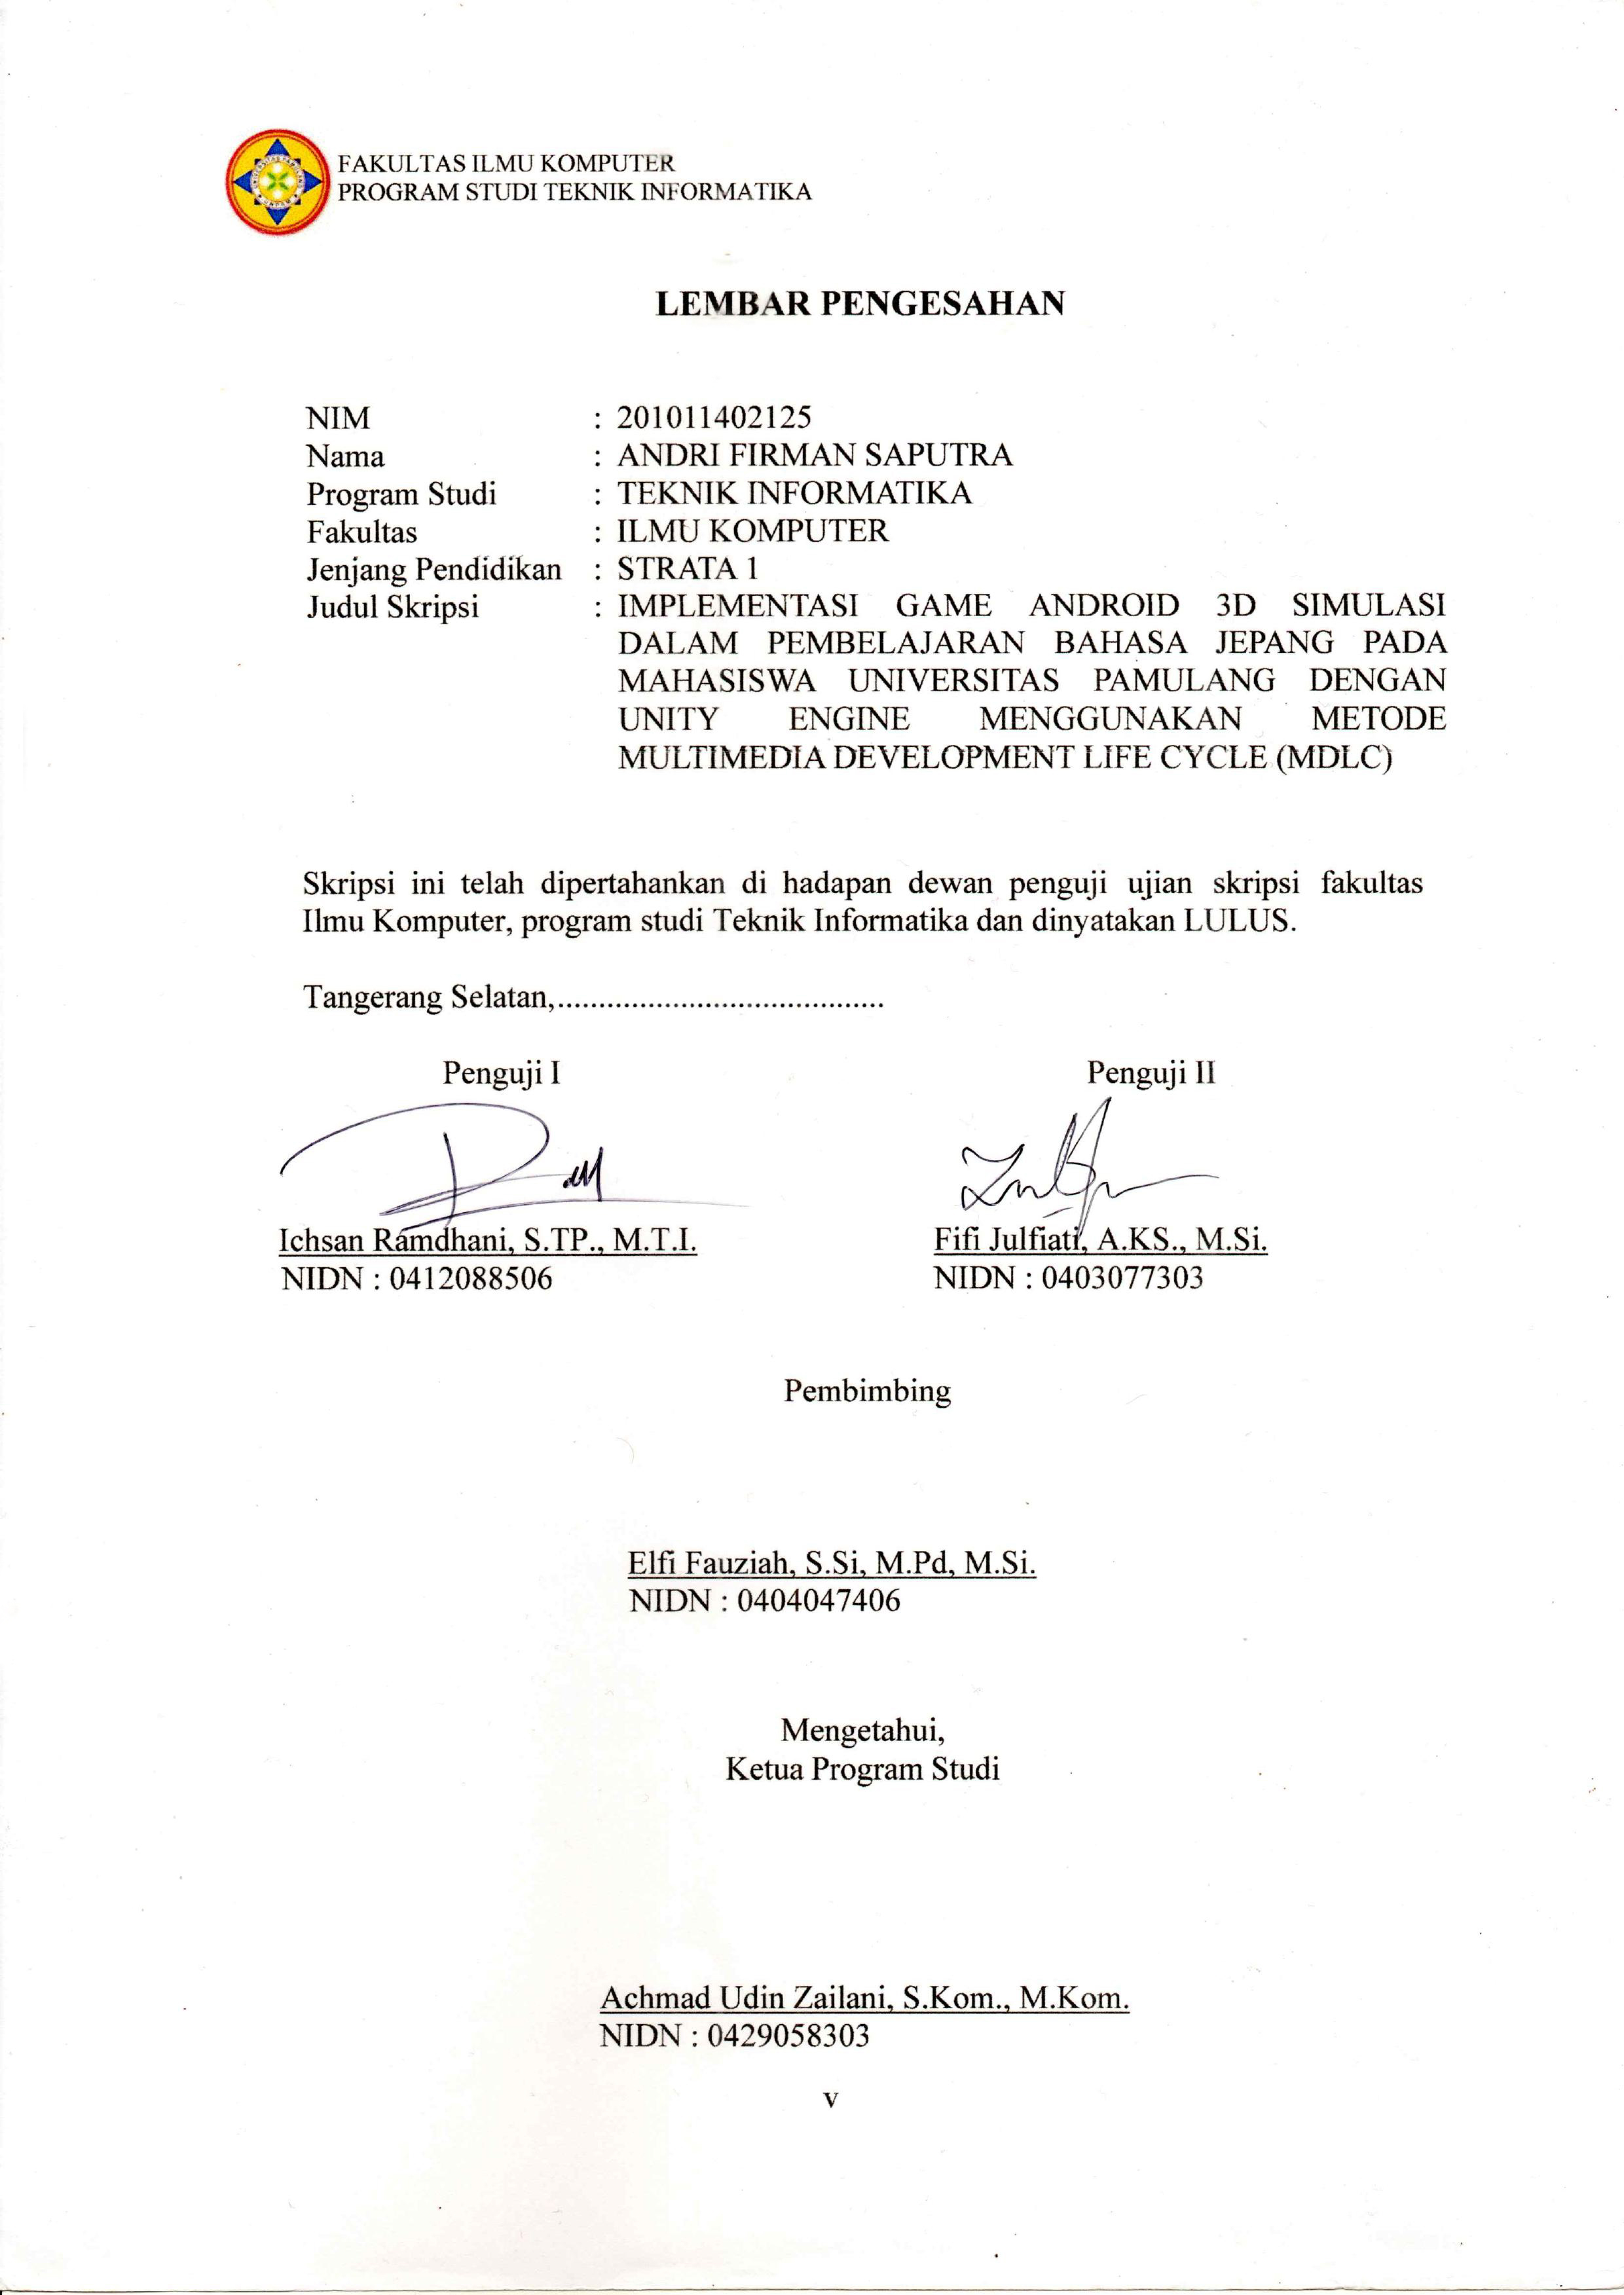 FAKULTAS ILMU KOMPUTER
PROGRAM STUDI TEKNIK INFORMATIKA
LEMBAR PENGESAHAN
NIM : 201011402125
Nama : ANDRI FIRMAN SAPUTRA
Program Studi : TEKNIK INFORMATIKA
Fakultas : ILMU KOMPUTER
Jenjang Pendidikan : STRATA 1
Judul Skripsi : IMPLEMENTASI GAME ANDROID 3D SIMULASI
DALAM PEMBELAJARAN BAHASA JEPANG PADA
MAHASISWA UNIVERSITAS PAMULANG DENGAN
UNITY ENGINE MENGGUNAKAN METODE
MULTIMEDIA DEVELOPMENT LIFE CYCLE (MDLC)
Skripsi ini telah dipertahankan di hadapan dewan penguji ujian skripsi fakultas
Ilmu Komputer, program studi Teknik Informatika dan dinyatakan LULUS.
Tangerang Selatan,........................................
Penguji I Penguji II
Ichsan Ramdhani, S.TP., M.T.I. Fifi Julfiati, A.KS., M.Si.
NIDN : 0412088506 NIDN : 0403077303
Pembimbing
Elfi Fauziah, S.Si, M.Pd, M.Si.
NIDN : 0404047406
Mengetahui,
Ketua Program Studi
Achmad Udin Zailani, S.Kom., M.Kom.
NIDN : 0429058303
v